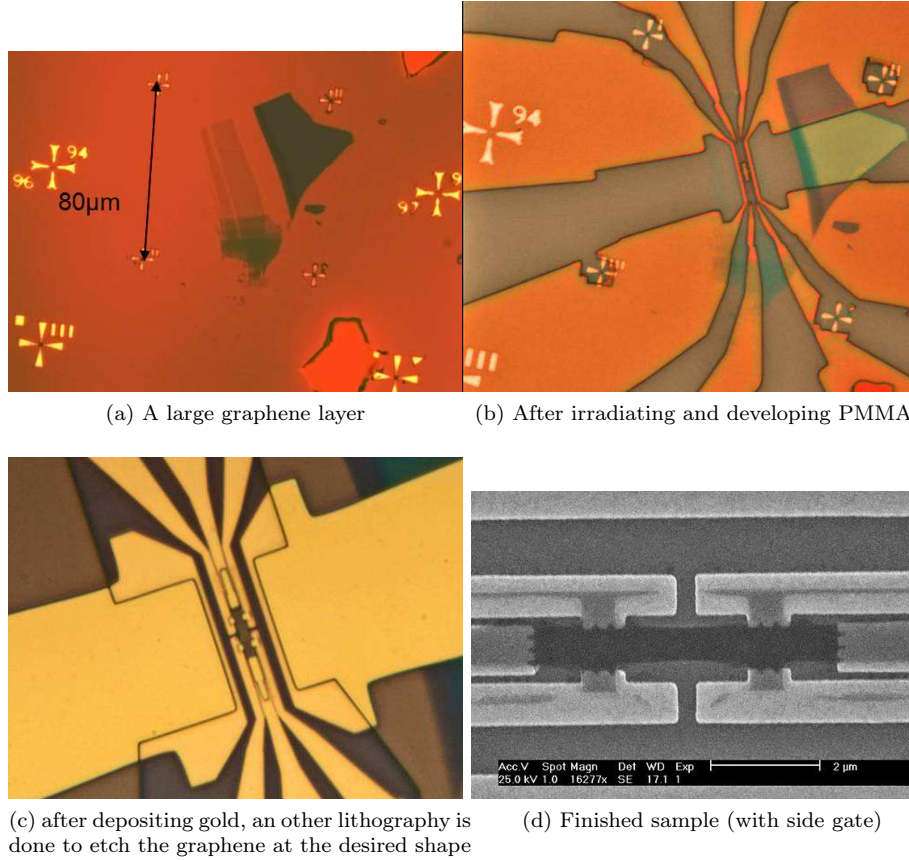 94
96
97
80µm
(a) A large graphene layer
(b) After irradiating and developing PMMA
(c) after depositing gold, an other lithography is
done to etch the graphene at the desired shape
Acc.V Spot Magn Det WD Exp 2 µm
25.0 kV 1.0 16277x SE 17.1 1
(d) Finished sample (with side gate)